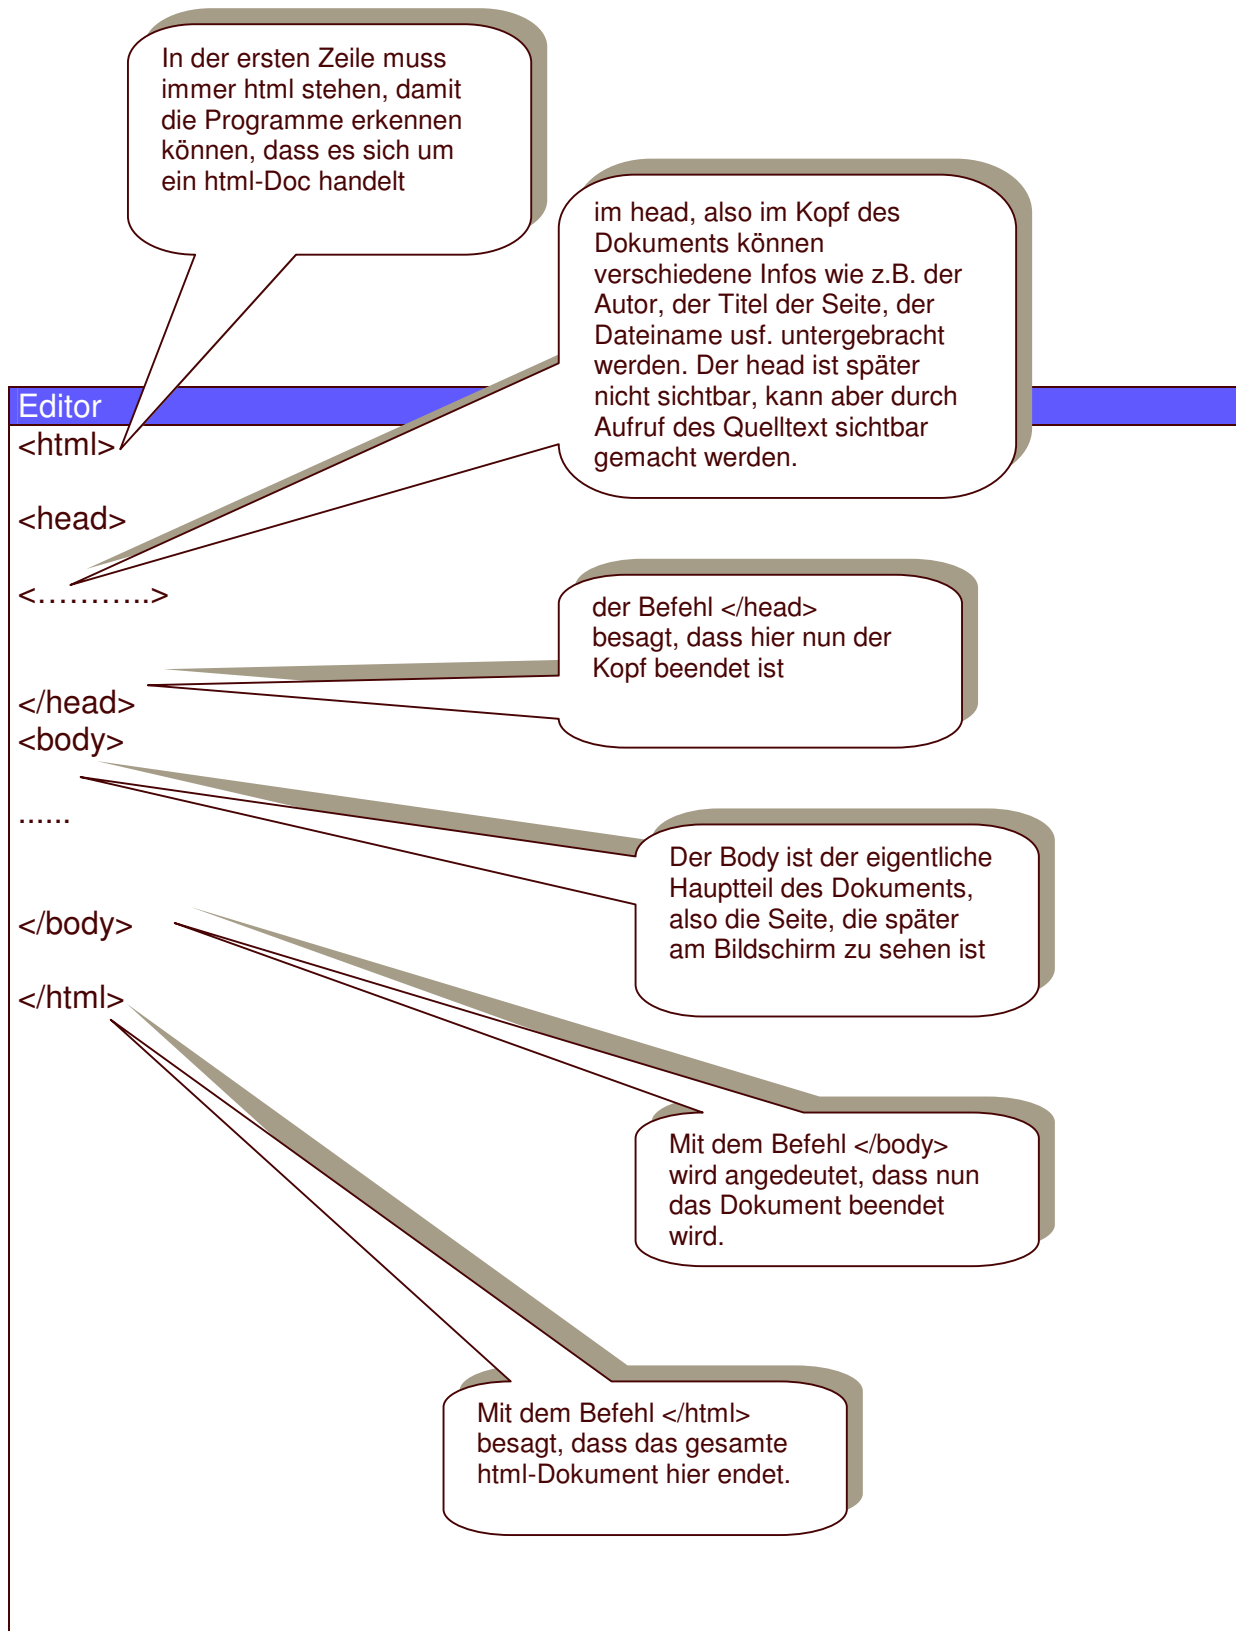 In der ersten Zeile muss
immer html stehen, damit
die Programme erkennen
können, dass es sich um
ein html-Doc handelt
im head, also im Kopf des
Dokuments können
verschiedene Infos wie z.B. der
Autor, der Titel der Seite, der
Dateiname usf. untergebracht
werden. Der head ist später
nicht sichtbar, kann aber durch
Aufruf des Quelltext sichtbar
gemacht werden.
Editor
<html>
<head>
<………..>
der Befehl </head>
besagt, dass hier nun der
Kopf beendet ist
</head>
<body>
......
Der Body ist der eigentliche
Hauptteil des Dokuments,
also die Seite, die später
am Bildschirm zu sehen ist
</body>
</html>
Mit dem Befehl </body>
wird angedeutet, dass nun
das Dokument beendet
wird.
Mit dem Befehl </html>
besagt, dass das gesamte
html-Dokument hier endet.